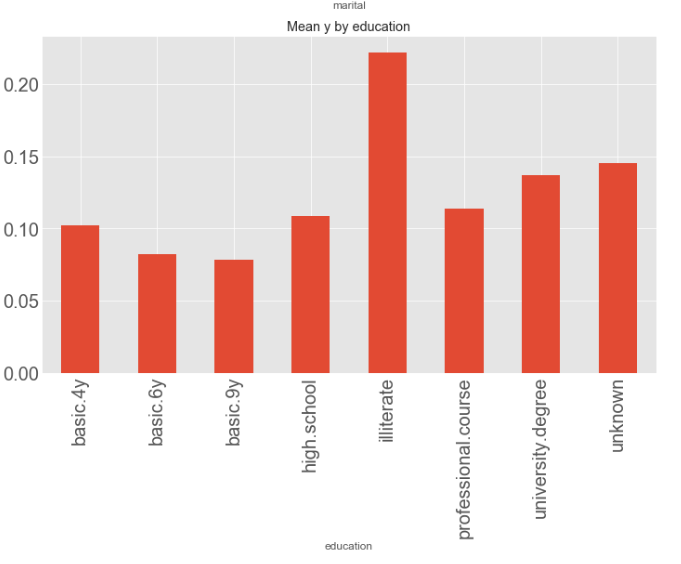 marital
Mean y by education
0.20
0.15
0.10
0.05
0.00
basic.4y
basic.6y
basic.9y
high.school
illiterate
professional.course
university.degree
unknown
education